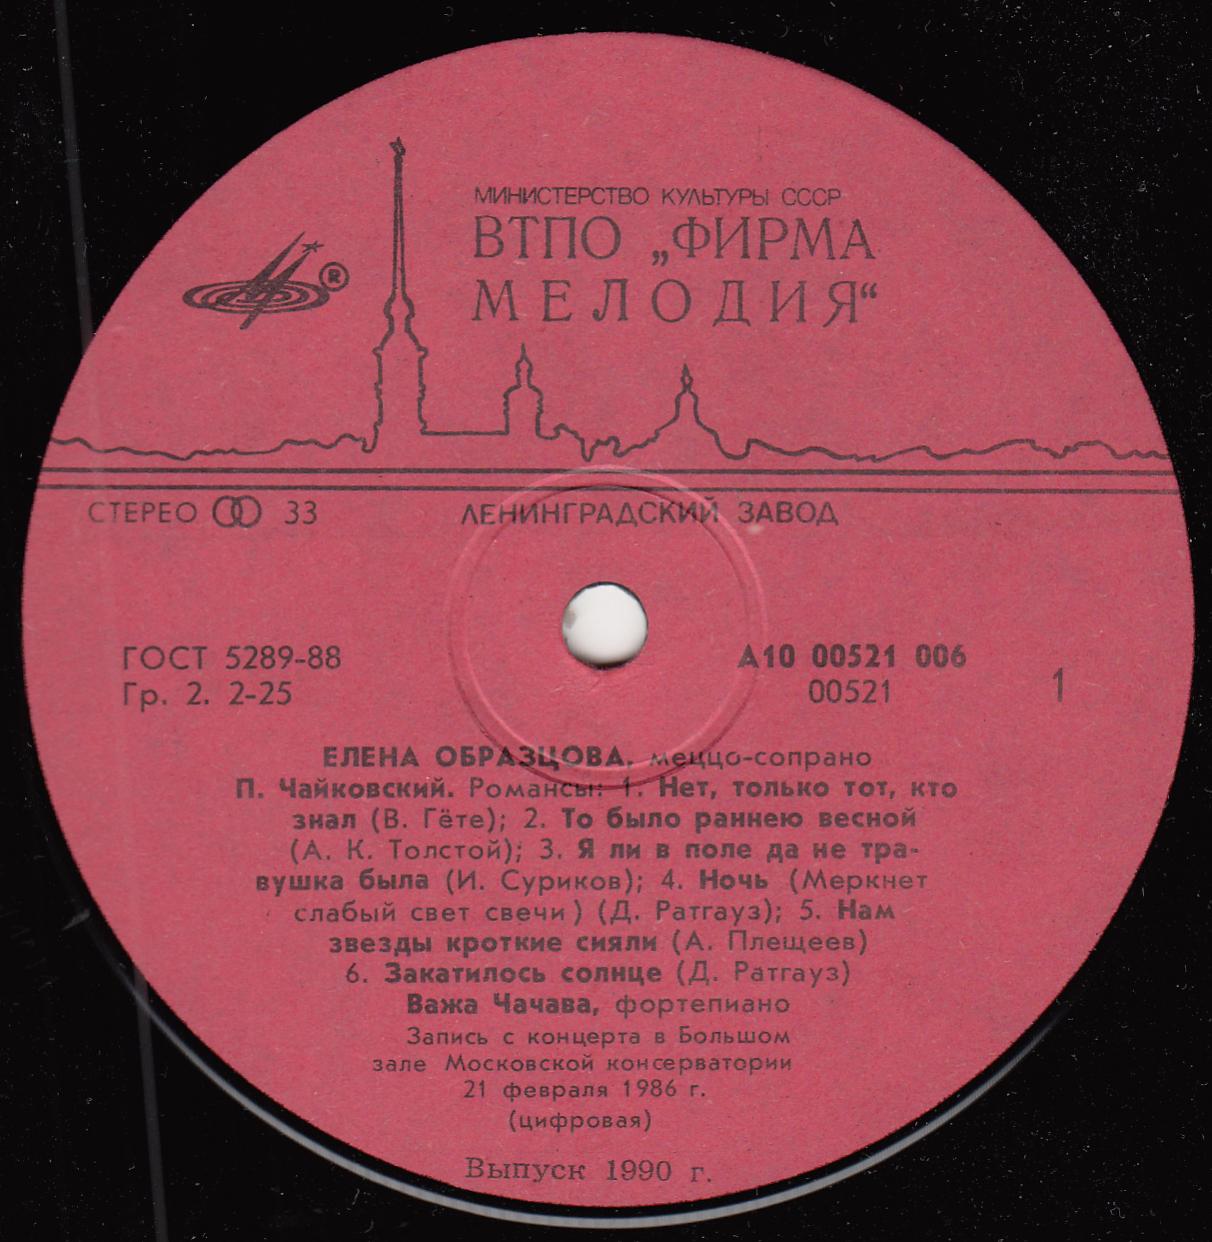 МИНИСТЕРСТВО КУЛЬТУРЫ СССР
ВТПО „ФИРМА
МЕЛОДИЯ“
®
СТЕРЕО 33
ЛЕНИНГРАДСКИЙ ЗАВОД
ГОСТ 5289-88
Гр. 2. 2-25
А10 00521 006
00521
1
ЕЛЕНА ОБРАЗЦОВА, меццо-сопрано
П. Чайковский. Романсы: 1. Нет, только тот, кто
знал (В. Гёте); 2. То было раннею весной
(А. К. Толстой); 3. Я ли в поле да не тра-
вушка была (И. Суриков); 4. Ночь (Меркнет
слабый свет свечи) (Д. Ратгауз); 5. Нам
звезды кроткие сияли (А. Плещеев)
6. Закатилось солнце (Д. Ратгауз)
Важа Чачава, фортепиано
Запись с концерта в Большом
зале Московской консерватории
21 февраля 1986 г.
(цифровая)
Выпуск 1990 г.